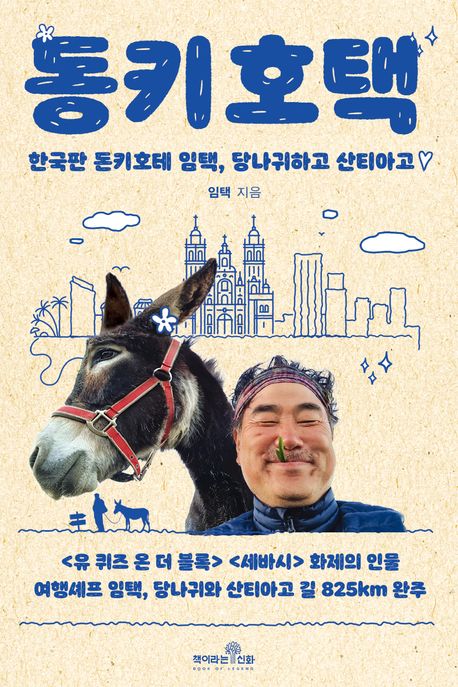 동키호택
한국판 돈키호테 임택, 당나귀하고 산티아고♡
임택 지음
<유 퀴즈 온 더 블록> <세바시> 화제의 인물
여행셰프 임택, 당나귀와 산티아고 길 825km 완주
책이라는신화
BOOK OF LEGEND